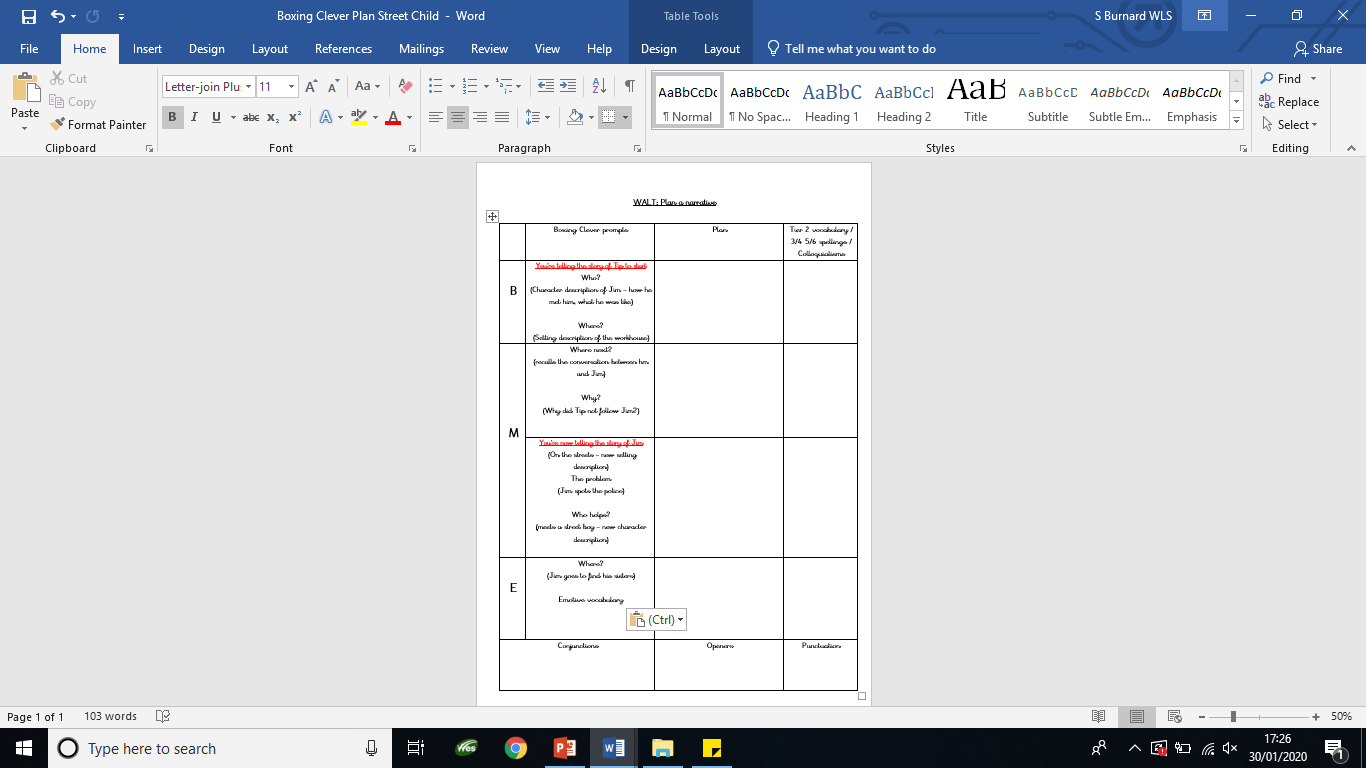 Boxing Clever Plan Street Child - Word
Table Tools
S Burnard WLS
File Home Insert Design Layout References Mailings Review View Help Design Layout Tell me what you want to do Share
Paste
Cut
Copy
Format Painter
Clipboard
Letter-join Plu 11
Font
Paragraph
AaBbCcDc AaBbCcDc AaBbC AaBbCcI AaB AaBbCcD AaBbCcDc AaBbCcDc
¶ Normal ¶ No Spac... Heading 1 Heading 2 Title Subtitle Subtle Em... Emphasis
Styles
Find
Replace
Select
Editing
WALT: Plan a narrative
Boxing Clever prompts
Plan
Tier 2 vocabulary /
3/4 5/6 spellings /
Colloquialisms
B
You're telling the story of Tip to start
Who?
(Character description of Jim – how he
met him, what he was like)
Where?
(Setting description of the workhouse)
M
Where next?
(recalls the conversation between hm
and Jim)
Why?
(Why did Tip not follow Jim?)
You're now telling the story of Jim
(On the streets – new setting
description)
The problem
(Jim spots the police)
Who helps?
(meets a street boy – new character
description)
E
Where?
(Jim goes to find his sisters)
Emotive vocabulary
(Ctrl)
Conjunctions
Openers
Punctuation
Page 1 of 1 103 words
50%
Type here to search
17:26
30/01/2020